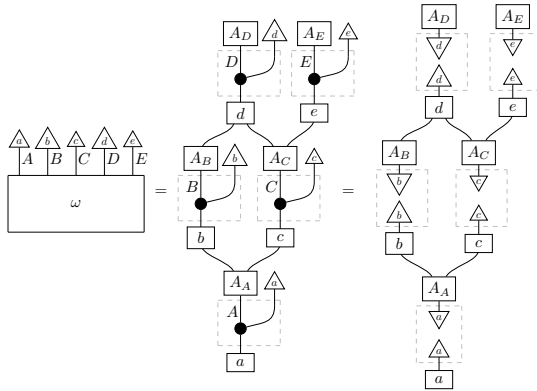 A_D A_E A_D A_E
d e
D E d e
d e
d e d e
a b c d e
A B C D E
A_B b A_C c A_B A_C
ω = B C = b c
b c
b c b c
A_A a A_A
A a
a
a a